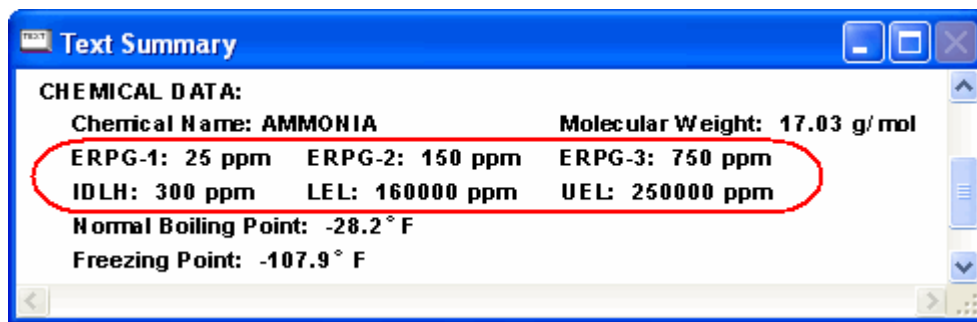 Text Summary
CHEMICAL DATA:
Chemical Name: AMMONIA Molecular Weight: 17.03 g/mol
ERPG-1: 25 ppm ERPG-2: 150 ppm ERPG-3: 750 ppm
IDLH: 300 ppm LEL: 160000 ppm UEL: 250000 ppm
Normal Boiling Point: -28.2° F
Freezing Point: -107.9° F